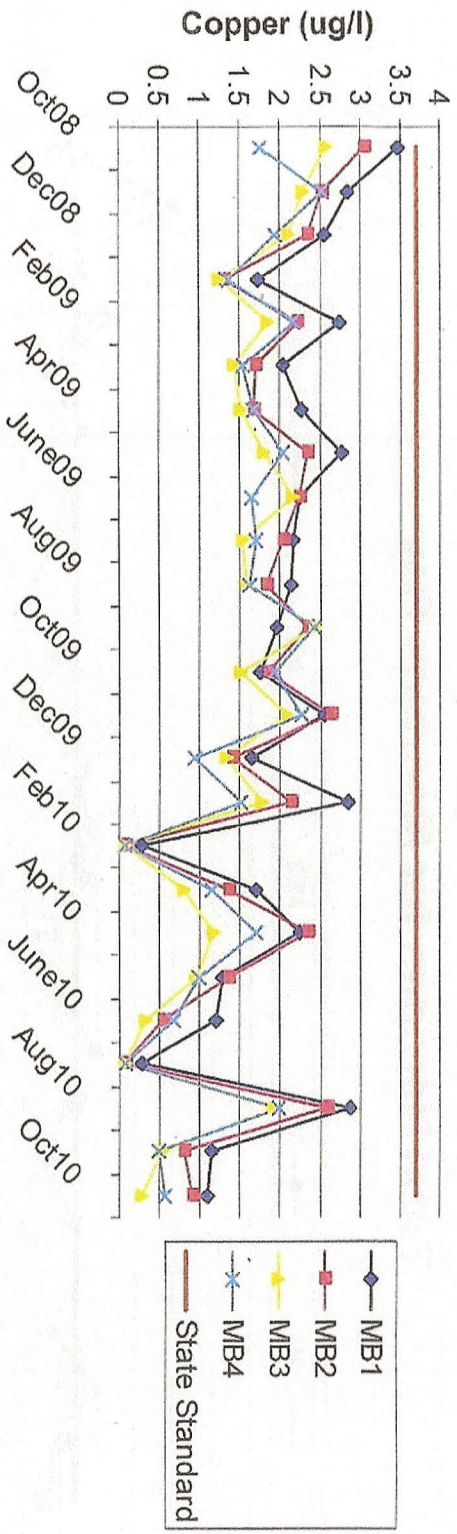 Copper (ug/l)
4
3.5
3
2.5
2
1.5
1
0.5
0
Oct08
Dec08
Feb09
Apr09
June09
Aug09
Oct09
Dec09
Feb10
Apr10
June10
Aug10
Oct10
MB1
MB2
MB3
MB4
State Standard